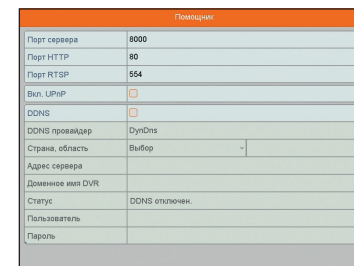 Помощник
Порт сервера 8000
Порт HTTP 80
Порт RTSP 554
Вкл. UPnP
DDNS
DDNS провайдер DynDns
Страна, область Выбор
Адрес сервера
Доменное имя DVR
Статус DDNS отключен.
Пользователь
Пароль